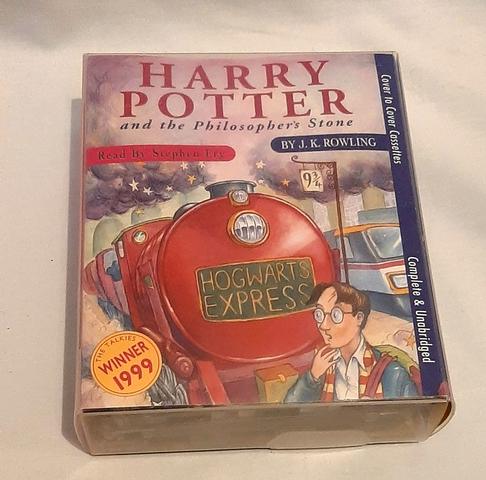 HARRY
POTTER
and the Philosopher's Stone
BY J. K. ROWLING
Read By Stephen Fry
9¾
HOGWARTS
EXPRESS
THE TALKIES
WINNER
1999
Cover to Cover Cassettes
Complete & Unabridged